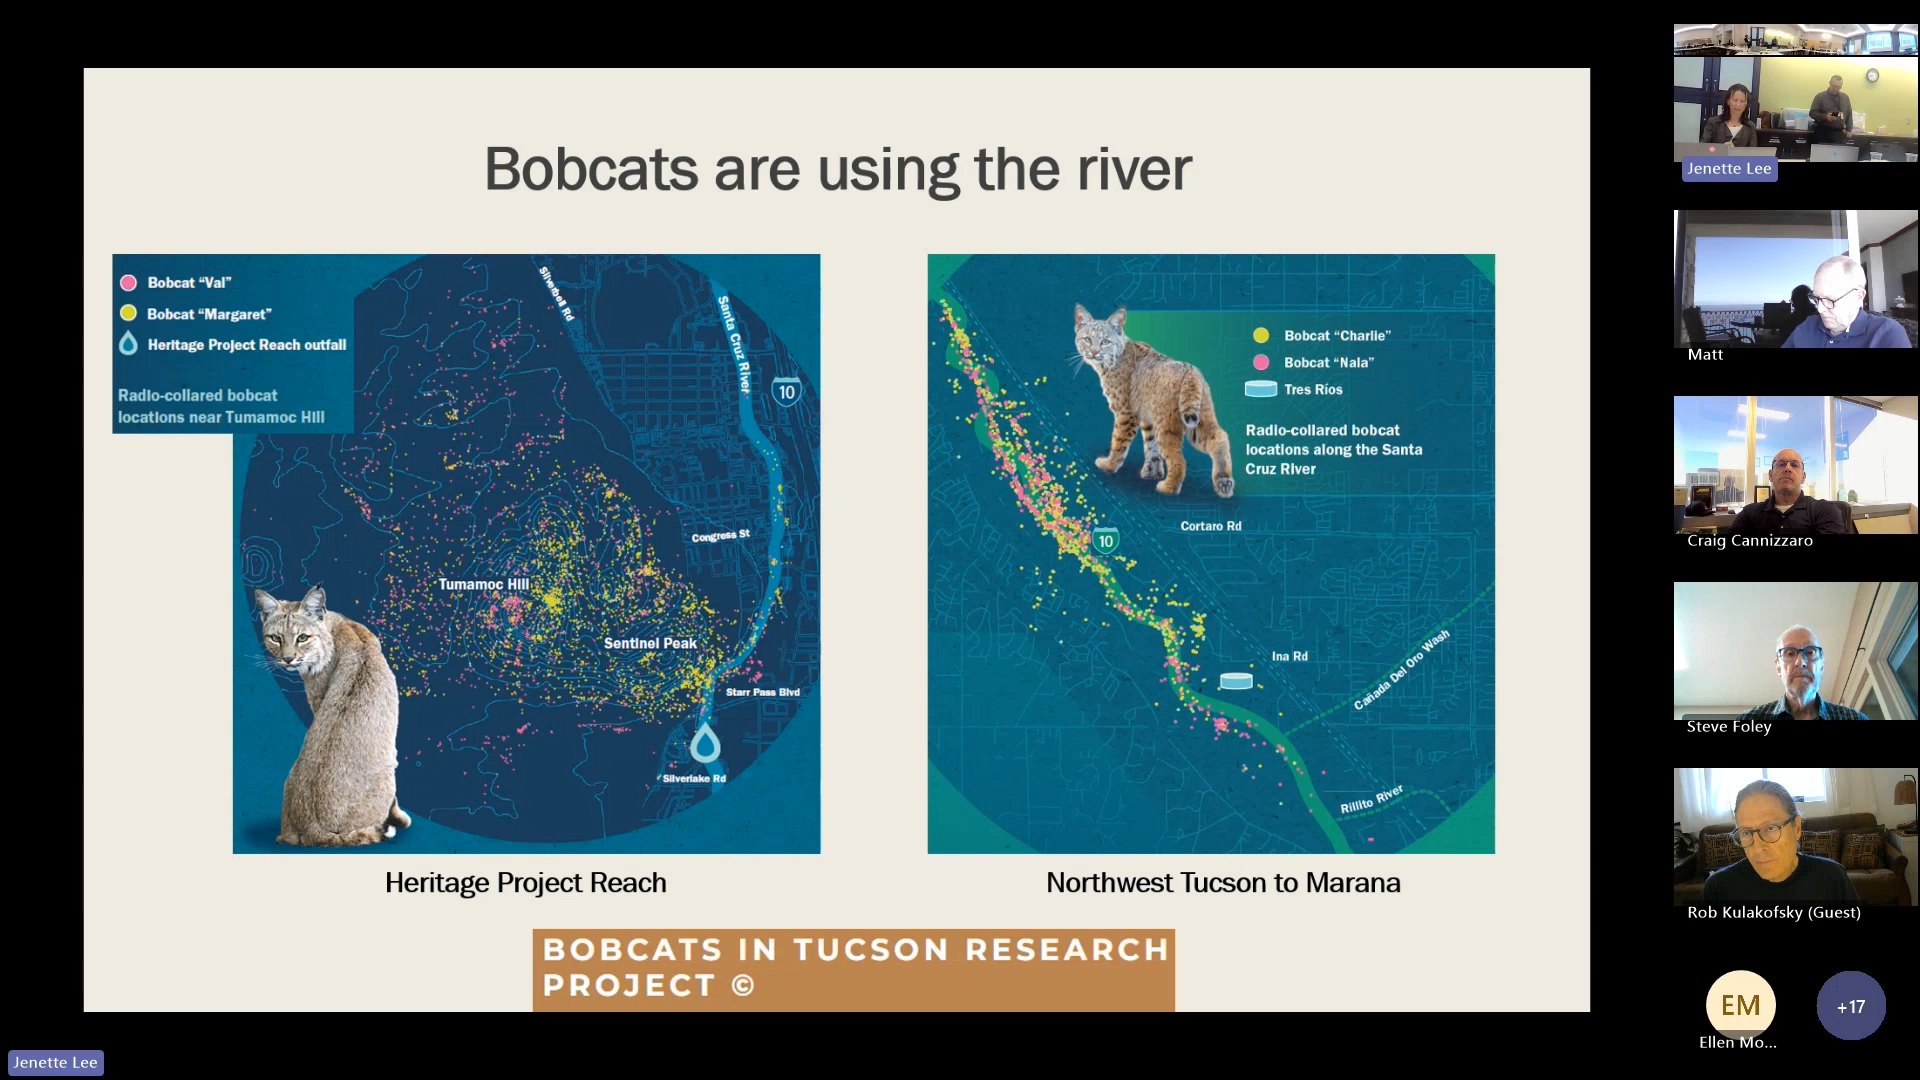 Bobcats are using the river
Bobcat “Val”
Bobcat “Margaret”
Heritage Project Reach outfall
Radio-collared bobcat
locations near Tumamoc Hill
Silverbell Rd
Santa Cruz River
10
Congress St
Tumamoc Hill
Sentinel Peak
Starr Pass Blvd
Silverlake Rd
Heritage Project Reach
Bobcat “Charlie”
Bobcat “Nala”
Tres Ríos
Radio-collared bobcat
locations along the Santa
Cruz River
Cortaro Rd
10
Ina Rd
Cañada Del Oro Wash
Rillito River
Northwest Tucson to Marana
BOBCATS IN TUCSON RESEARCH
PROJECT ©
Jenette Lee
Matt
Craig Cannizzaro
Steve Foley
Rob Kulakofsky (Guest)
EM
Ellen Mo...
+17
Jenette Lee